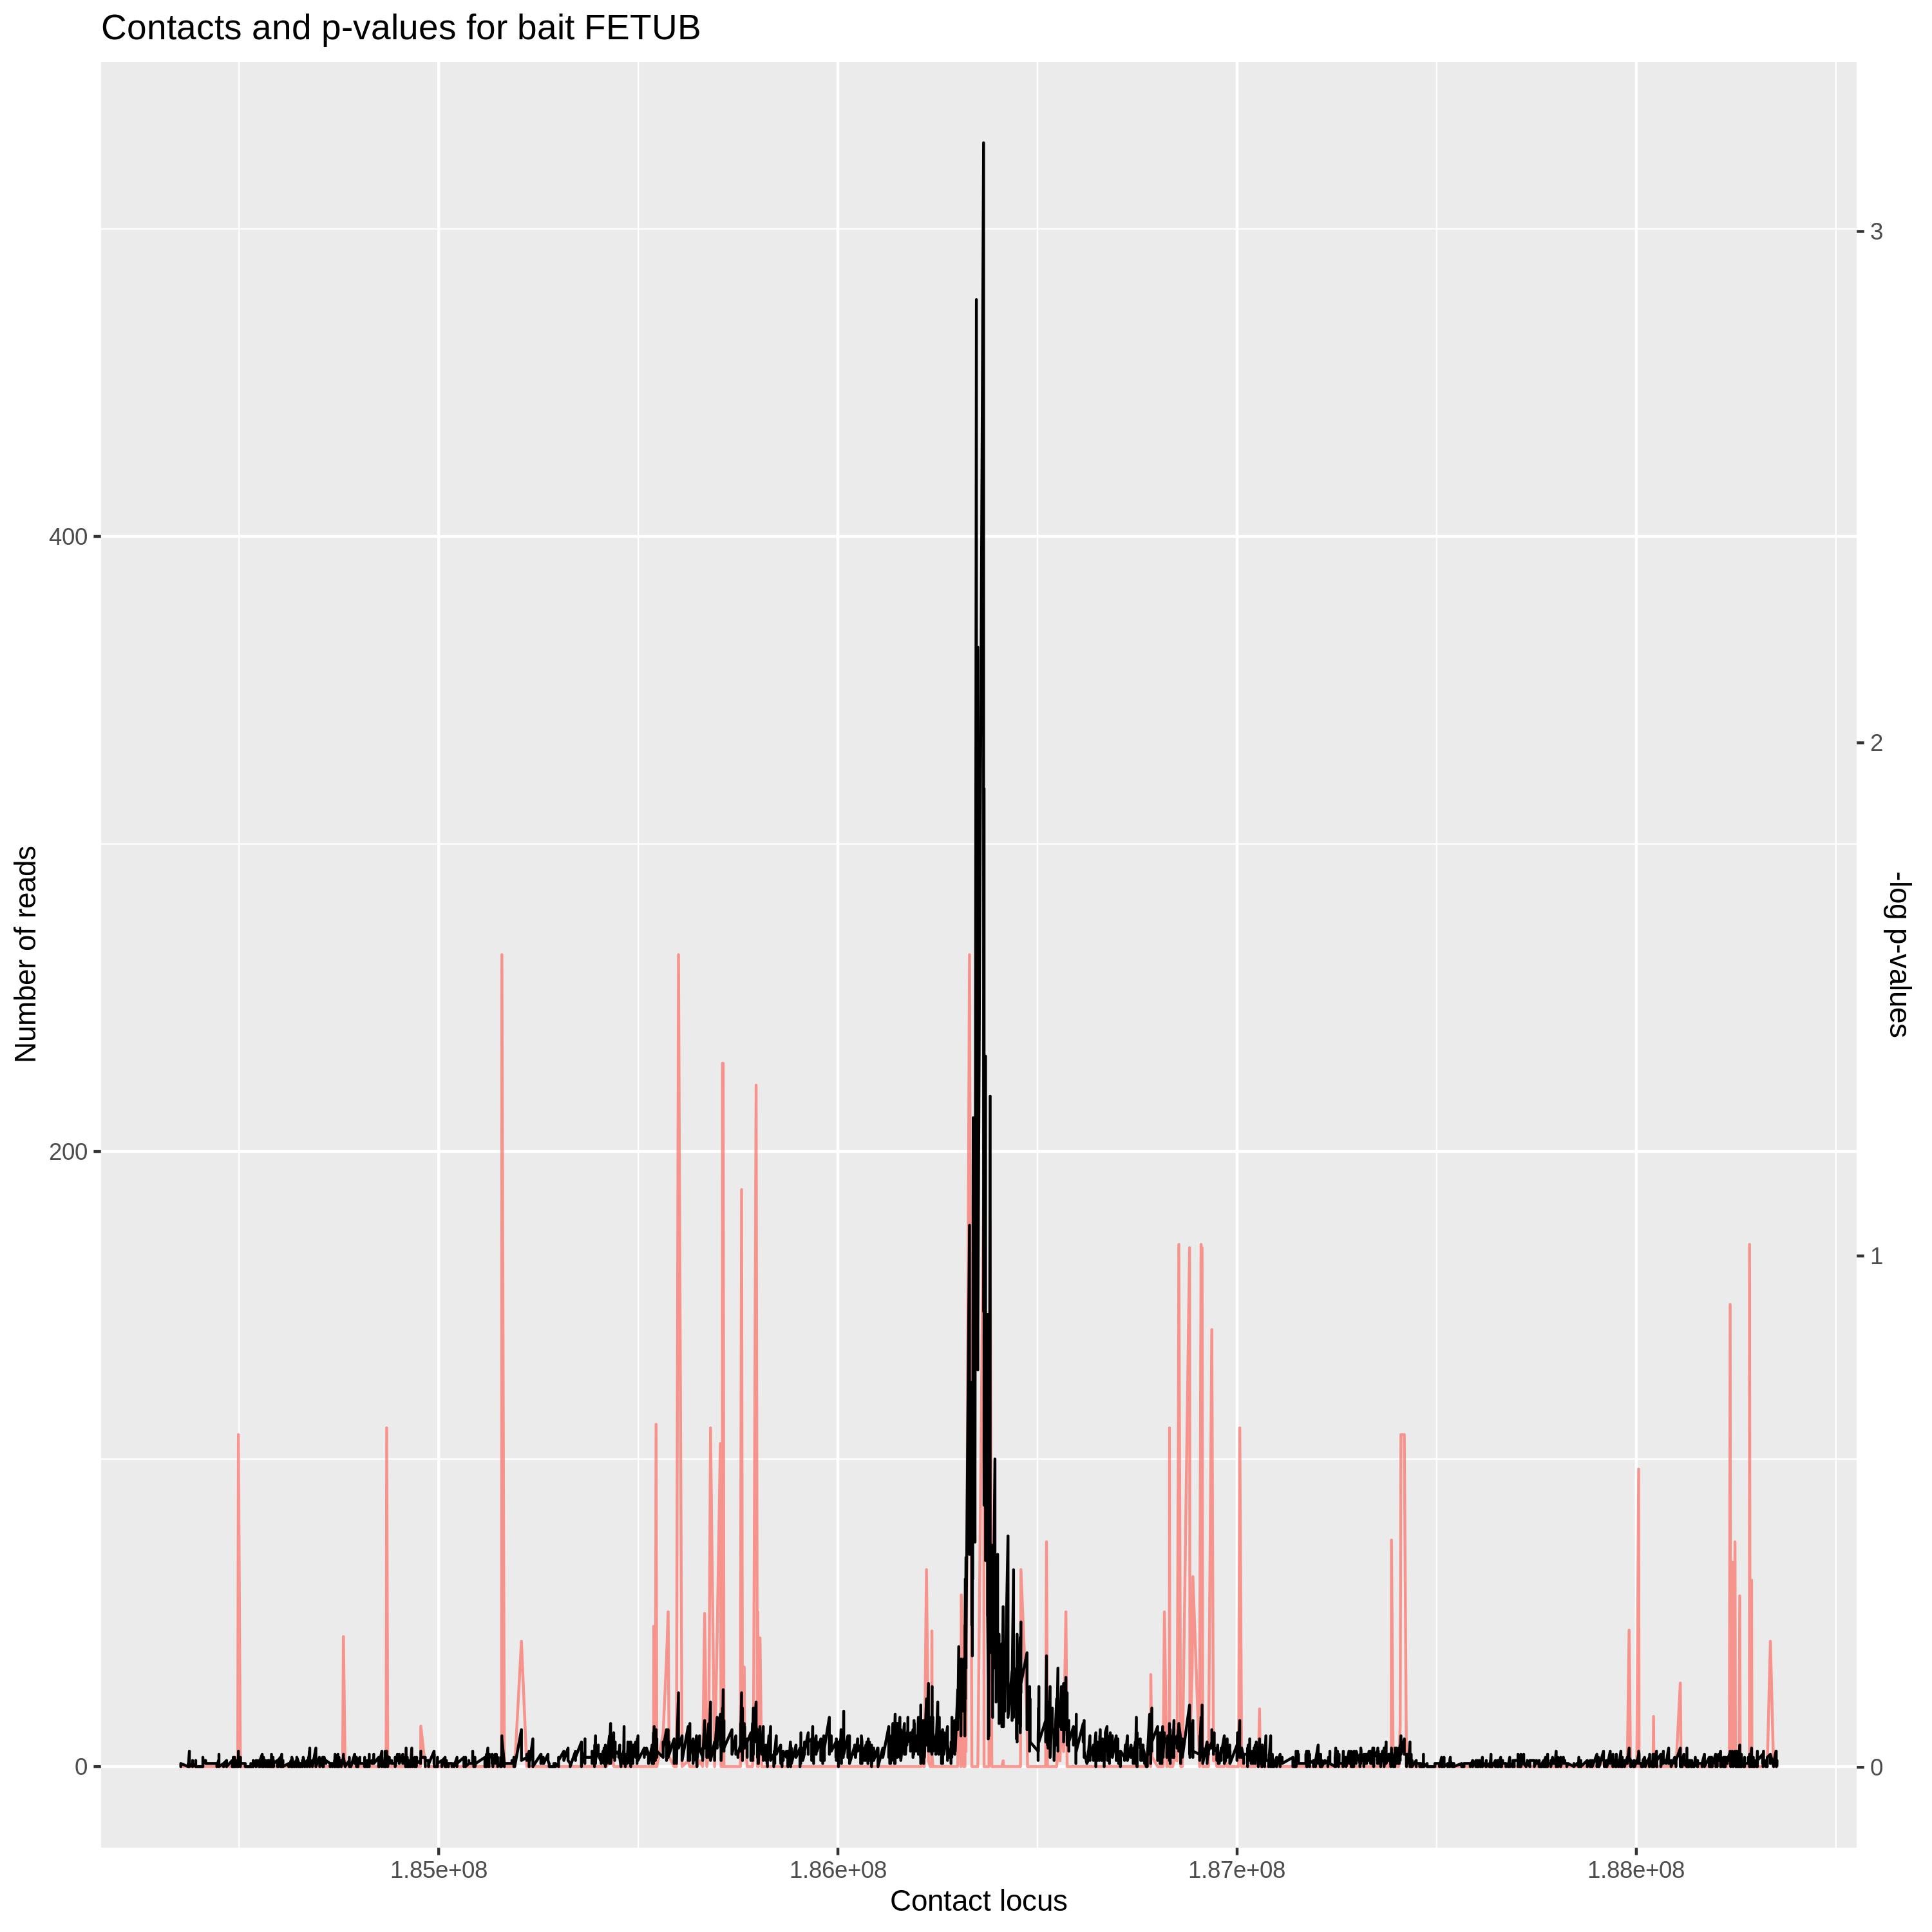 Contacts and p-values for bait FETUB
Number of reads
400
200
0
3
2
1
0
-log p-values
1.85e+08
1.86e+08
1.87e+08
1.88e+08
Contact locus